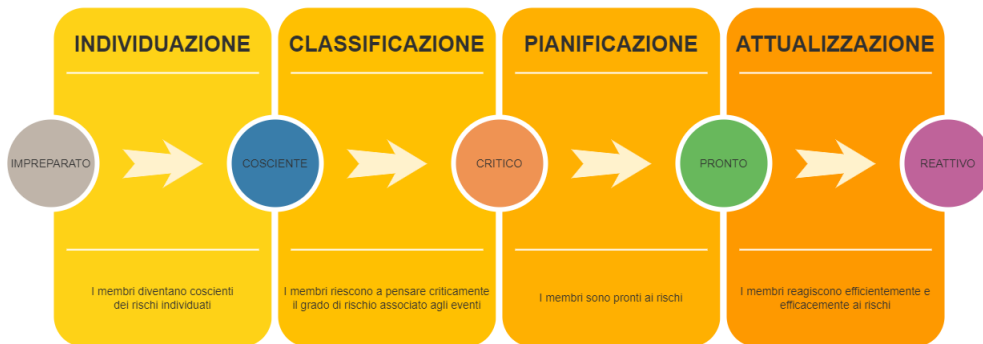 INDIVIDUAZIONE
CLASSIFICAZIONE
PIANIFICAZIONE
ATTUALIZZAZIONE
IMPREPARATO
COSCIENTE
CRITICO
PRONTO
REATTIVO
I membri diventano coscienti
dei rischi individuati
I membri riescono a pensare criticamente
il grado di rischio associato agli eventi
I membri sono pronti ai rischi
I membri reagiscono efficientemente e
efficacemente ai rischi